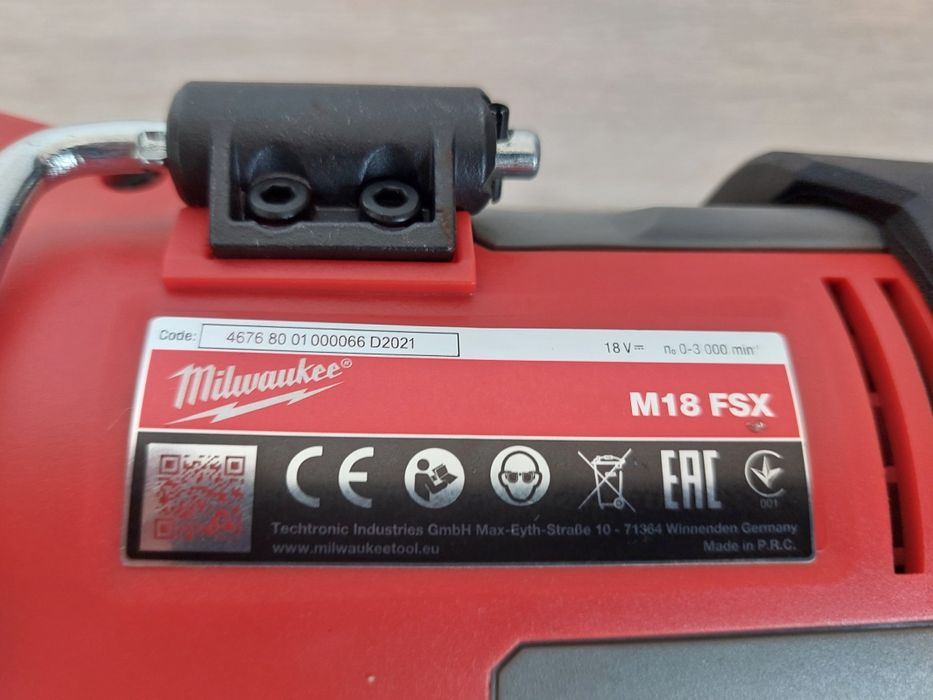 Code: 4676 80 01 000066 D2021
18 V⎓ n₀ 0-3 000 min⁻¹
Milwaukee®
M18 FSX
CE
EAC
001
Techtronic Industries GmbH Max-Eyth-Straße 10 - 71364 Winnenden Germany
www.milwaukeetool.eu Made in P.R.C.